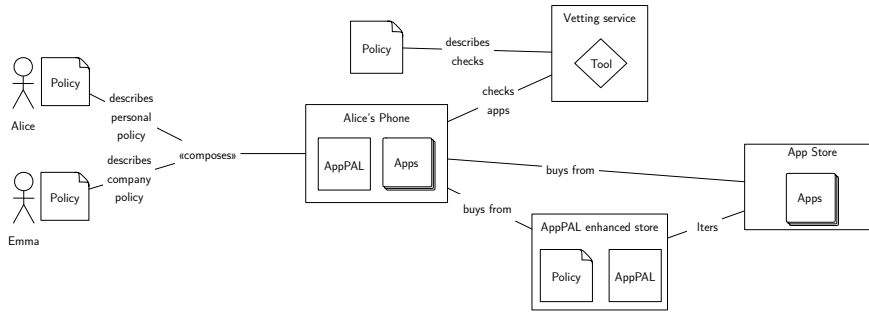 Policy
describes
checks
Vetting service
Tool
Policy
Alice
describes
personal
policy
checks
apps
Alice's Phone
AppPAL
Apps
«composes»
describes
company
policy
Policy
Emma
buys from
App Store
Apps
buys from
AppPAL enhanced store
Policy
AppPAL
lters